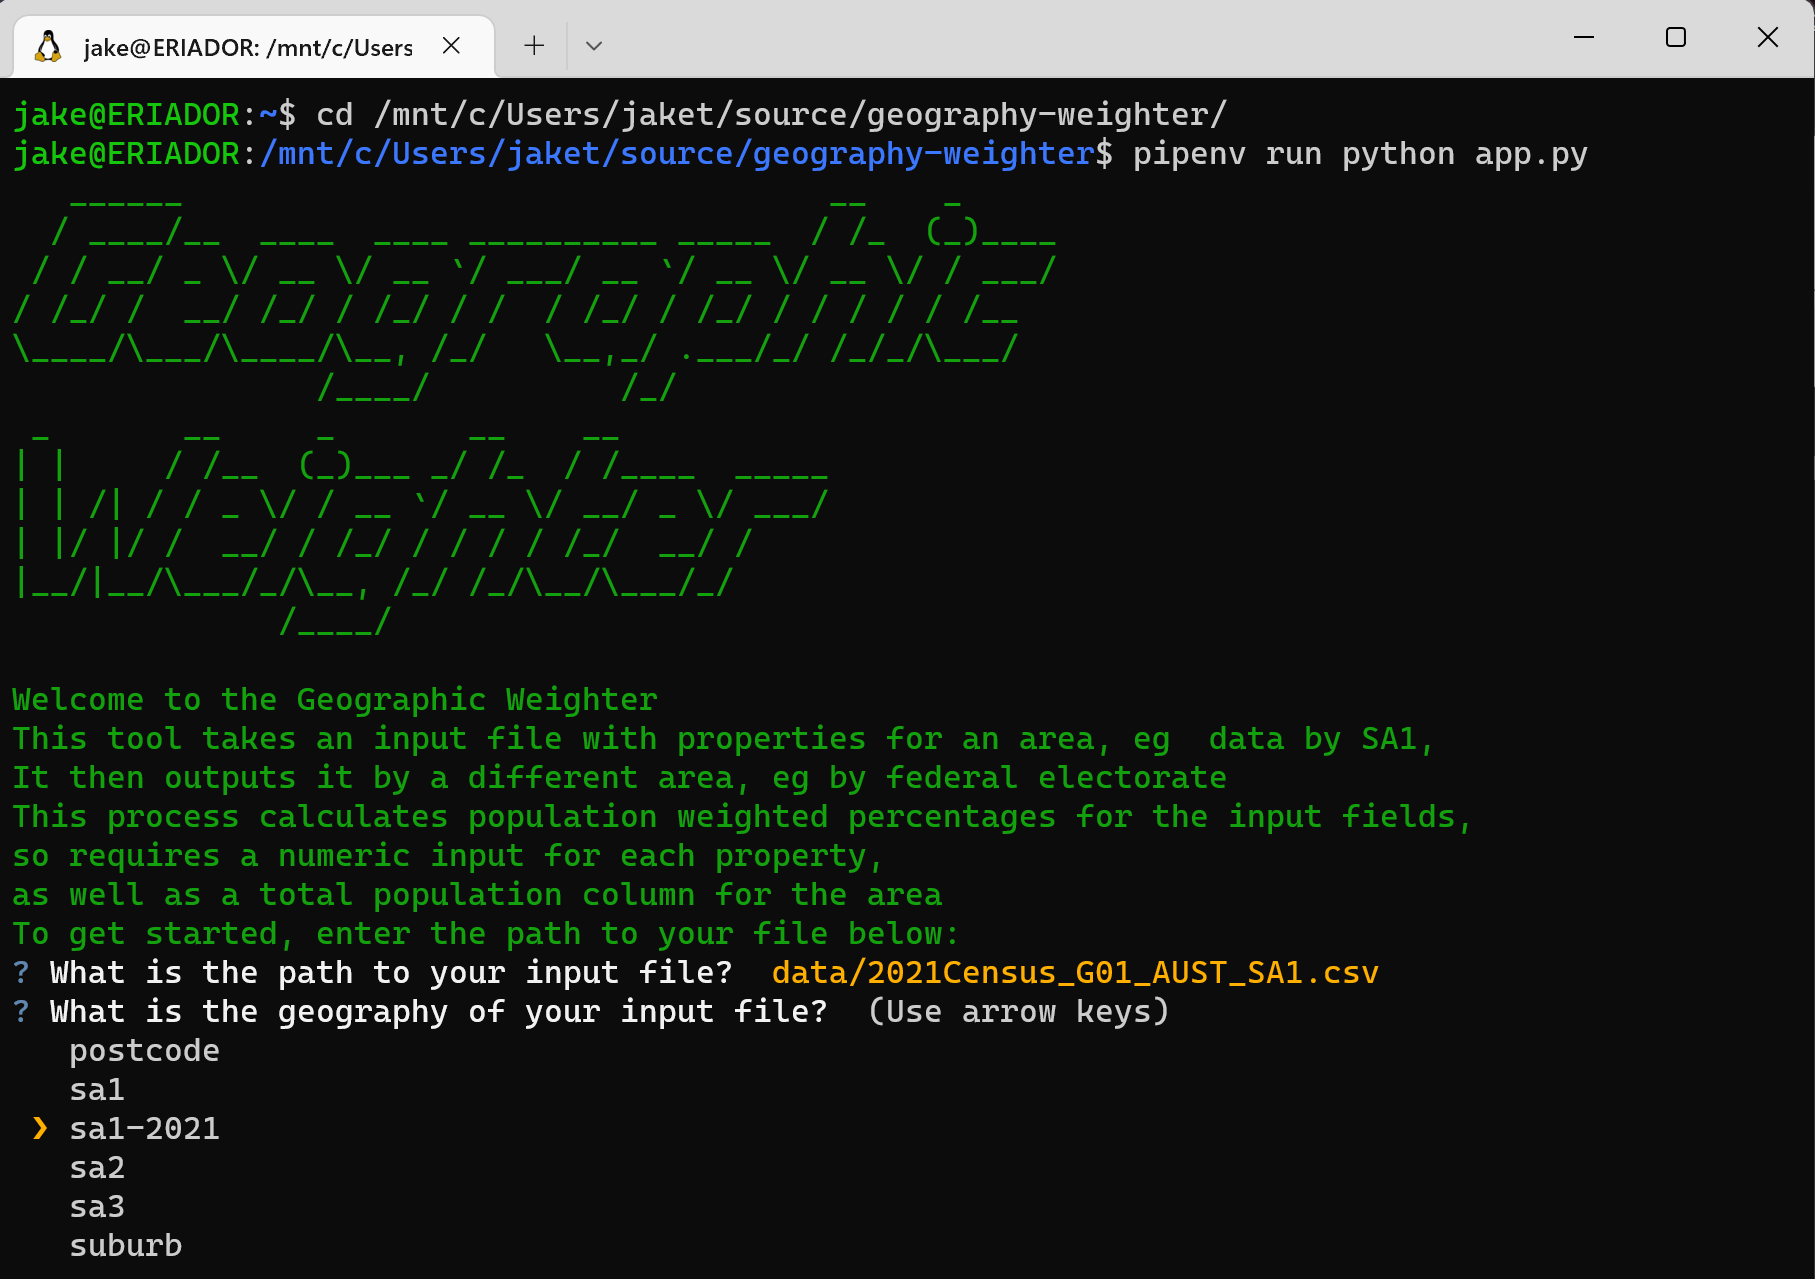 jake@ERIADOR: /mnt/c/Users
jake@ERIADOR:~$ cd /mnt/c/Users/jaket/source/geography-weighter/
jake@ERIADOR:/mnt/c/Users/jaket/source/geography-weighter$ pipenv run python app.py
Geographic
Weighter
Welcome to the Geographic Weighter
This tool takes an input file with properties for an area, eg  data by SA1,
It then outputs it by a different area, eg by federal electorate
This process calculates population weighted percentages for the input fields,
so requires a numeric input for each property,
as well as a total population column for the area
To get started, enter the path to your file below:
? What is the path to your input file?  data/2021Census_G01_AUST_SA1.csv
? What is the geography of your input file?  (Use arrow keys)
postcode
sa1
❯ sa1-2021
sa2
sa3
suburb